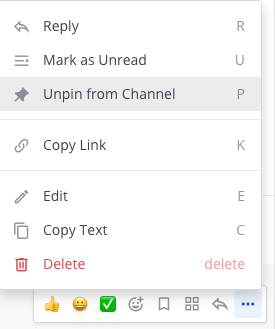 Reply R
Mark as Unread U
Unpin from Channel P
Copy Link K
Edit E
Copy Text C
Delete delete